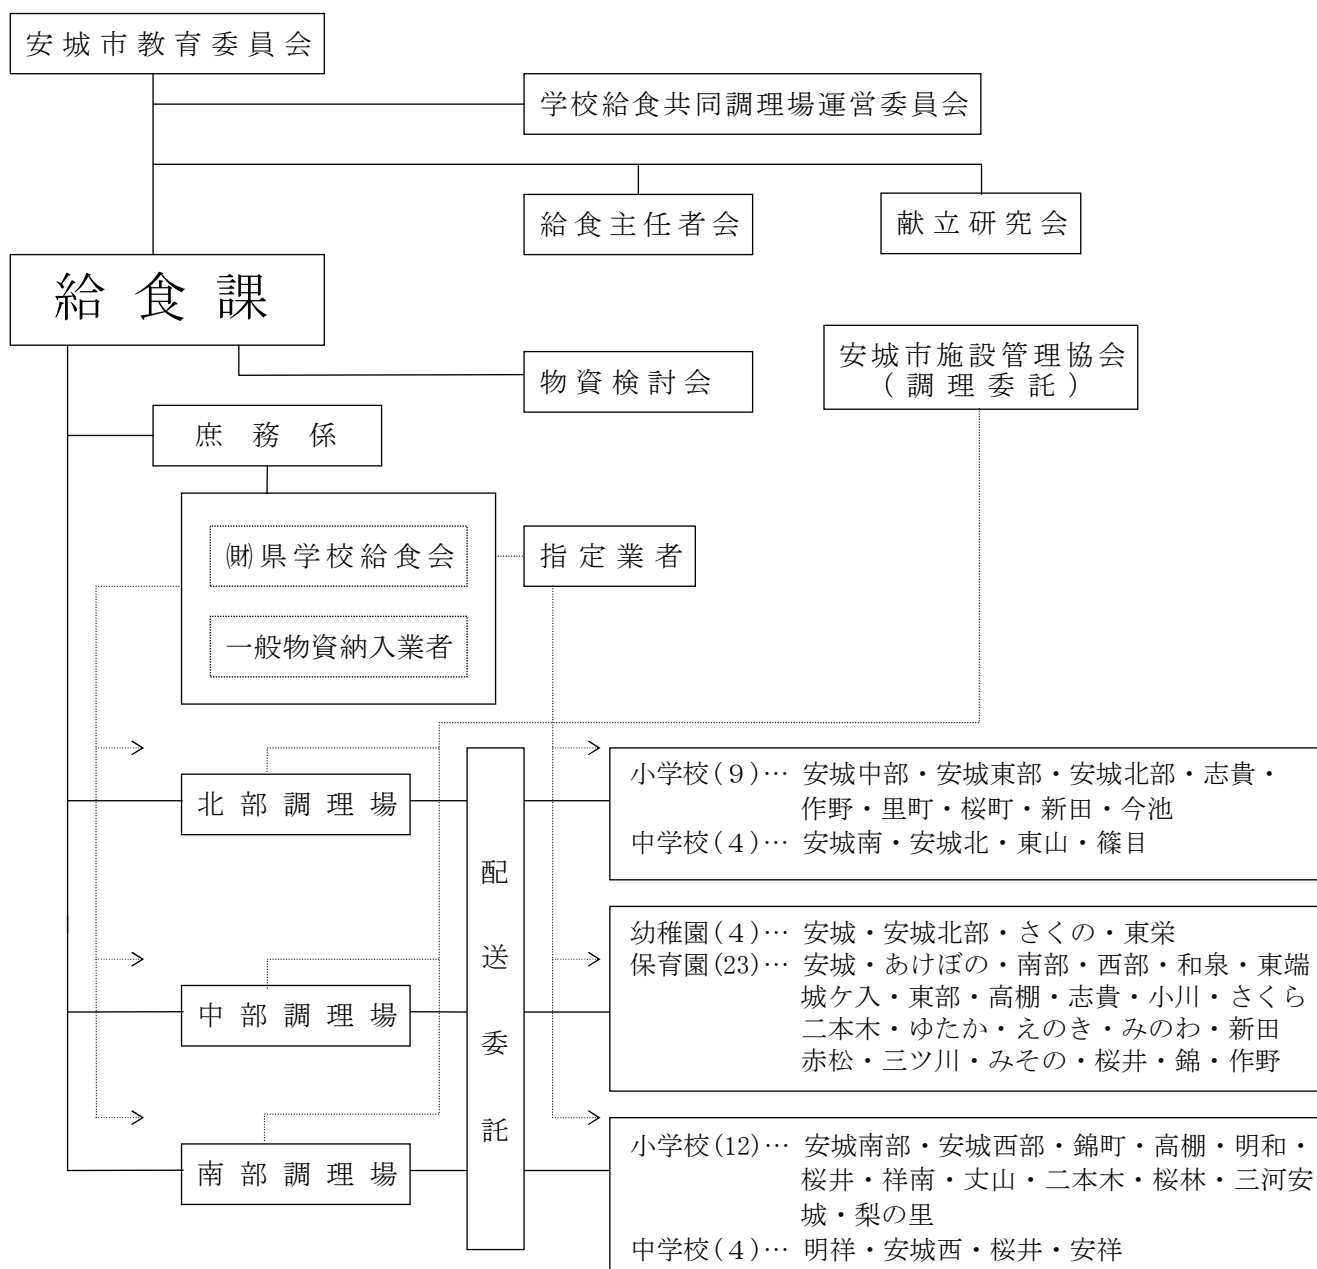 安城市教育委員会
学校給食共同調理場運営委員会
給食主任者会
献立研究会
給食課
安城市施設管理協会
(調理委託)
物資検討会
庶務係
㈶県学校給食会
指定業者
一般物資納入業者
北部調理場
中部調理場
南部調理場
配送委託
小学校(9)… 安城中部・安城東部・安城北部・志貴・
作野・里町・桜町・新田・今池
中学校(4)… 安城南・安城北・東山・篠目
幼稚園(4)… 安城・安城北部・さくの・東栄
保育園(23)… 安城・あけぼの・南部・西部・和泉・東端
城ケ入・東部・高棚・志貴・小川・さくら
二本木・ゆたか・えのき・みのわ・新田
赤松・三ツ川・みその・桜井・錦・作野
小学校(12)… 安城南部・安城西部・錦町・高棚・明和・
桜井・祥南・丈山・二本木・桜林・三河安
城・梨の里
中学校(4)… 明祥・安城西・桜井・安祥